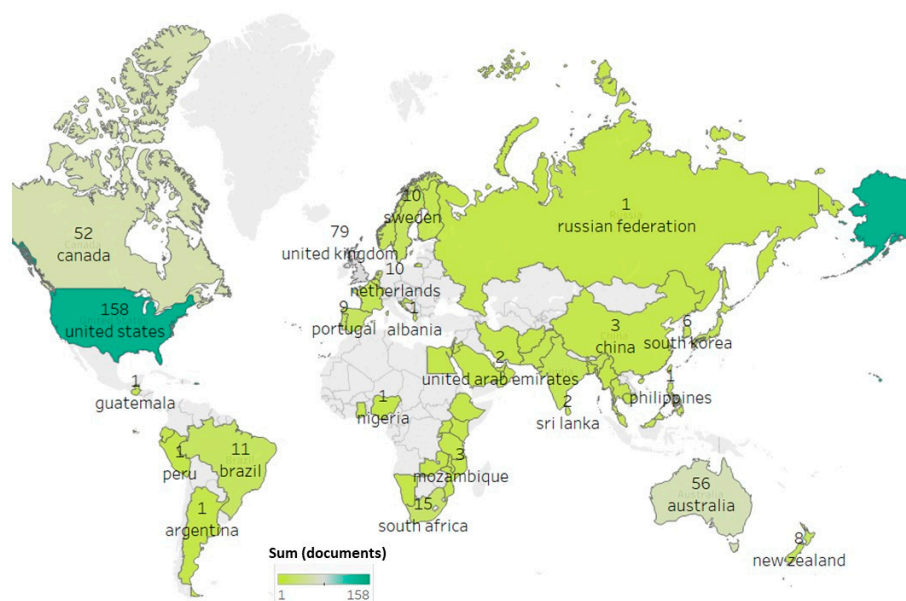 10
sweden
1
russian federation
52
canada
79
united kingdom
10
netherlands
158
united states
9
portugal
1
albania
3
china
6
south korea
2
united arab emirates
1
guatemala
1
nigeria
2
sri lanka
1
philippines
1
peru
11
brazil
3
mozambique
15
south africa
56
australia
1
argentina
8
new zealand
Sum (documents)
1
158